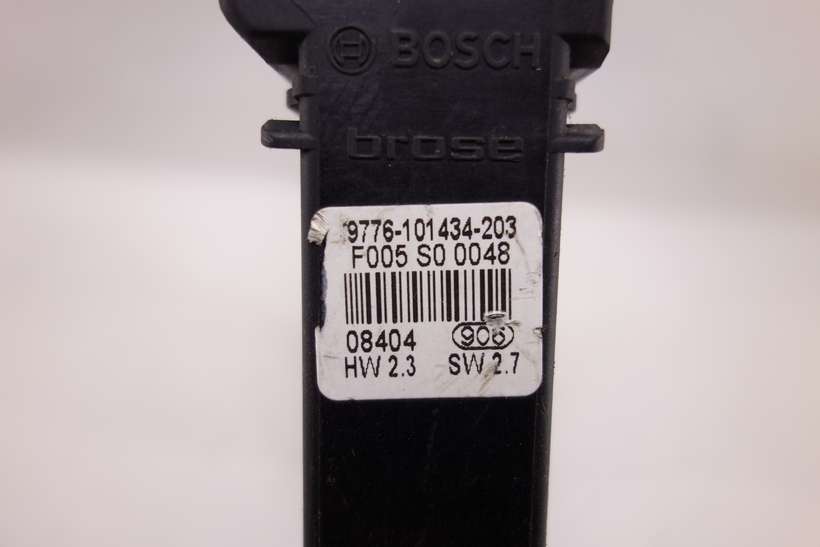 BOSCH
brose
9776-101434-203
F005 S0 0048
08404 906
HW 2.3 SW 2.7